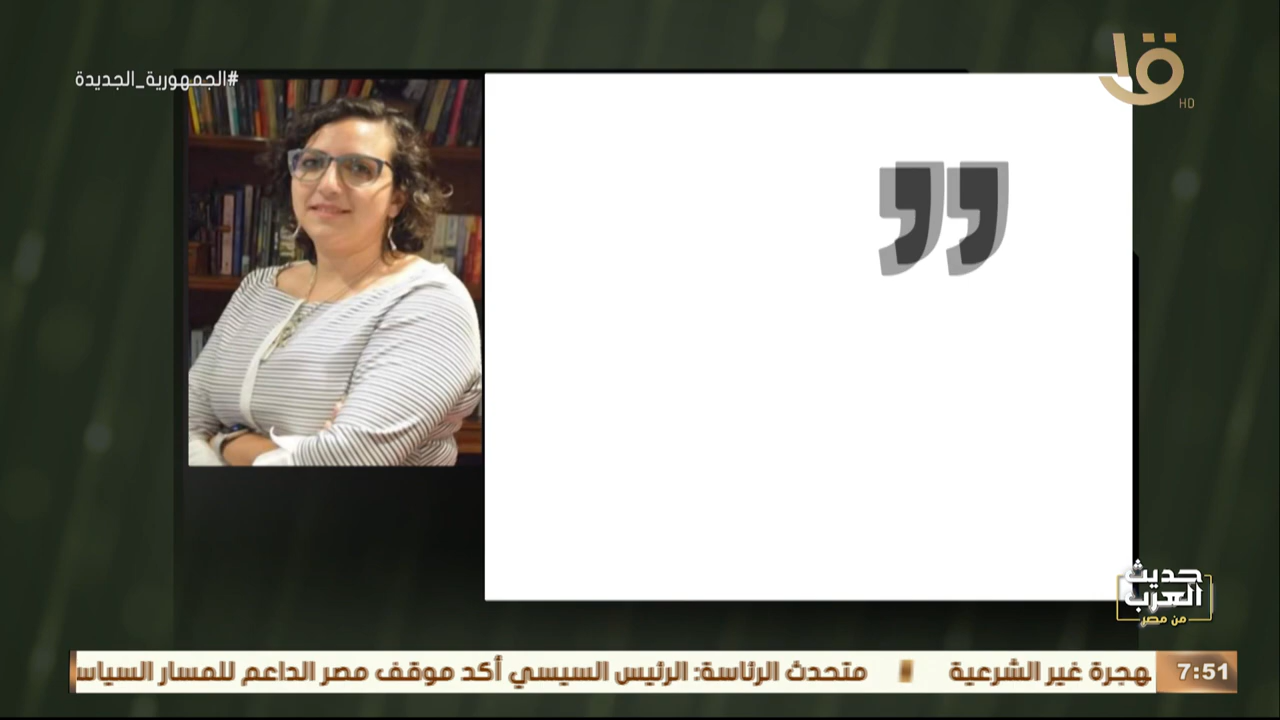 #الجمهورية_الجديدة
HD
حديث
العرب
من مصر
7:51 هجرة غير الشرعية متحدث الرئاسة: الرئيس السيسي أكد موقف مصر الداعم للمسار السياس